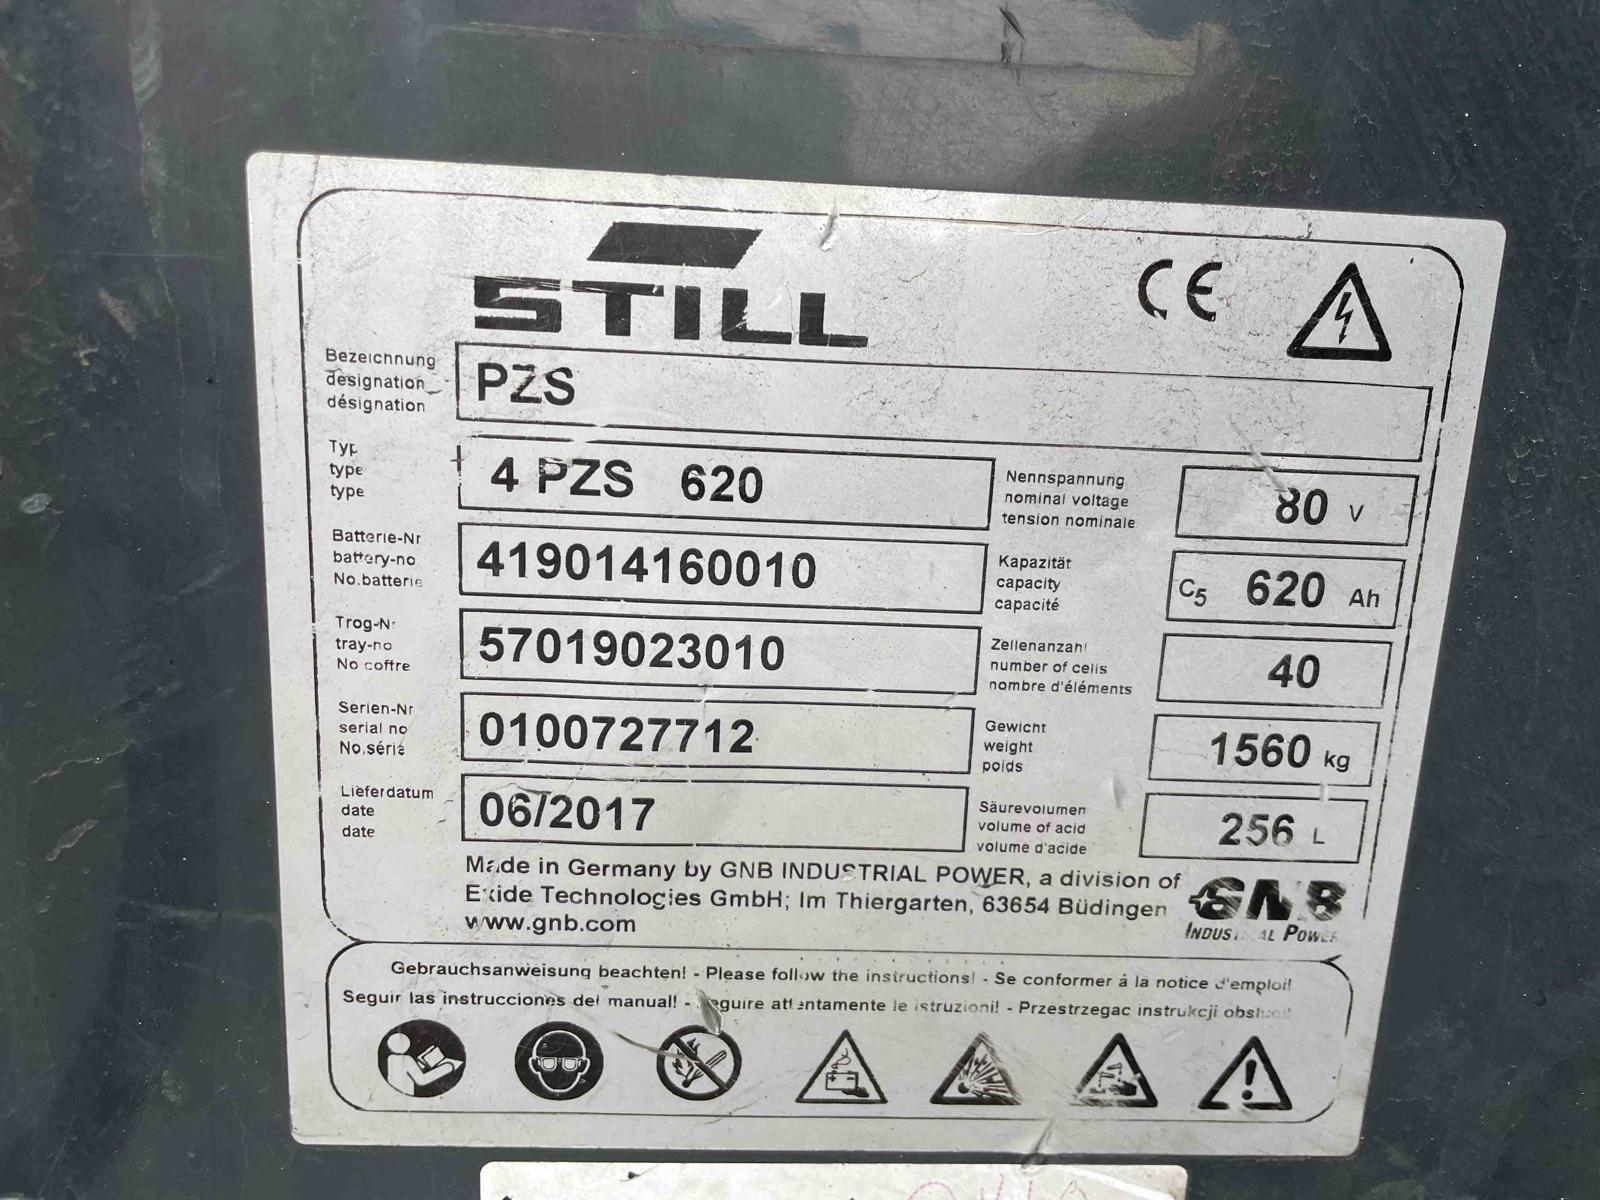 STILL
CE
Bezeichnung
designation
désignation
PZS
Typ
type
type
4 PZS 620
Nennspannung
nominal voltage
tension nominale
80 V
Batterie-Nr
battery-no
No.batterie
419014160010
Kapazität
capacity
capacité
C5 620 Ah
Trog-Nr
tray-no
No coffre
57019023010
Zellenanzahl
number of cells
nombre d'éléments
40
Serien-Nr
serial no
No.série
0100727712
Gewicht
weight
poids
1560 kg
Lieferdatum
date
date
06/2017
Säurevolumen
volume of acid
volume d'acide
256 L
Made in Germany by GNB INDUSTRIAL POWER, a division of
Exide Technologies GmbH; Im Thiergarten, 63654 Büdingen
www.gnb.com
GNB
INDUSTRIAL POWER
Gebrauchsanweisung beachten! - Please follow the instructions! - Se conformer á la notice d'emploi!
Seguir las instrucciones del manual! - Seguire attentamente le istruzioni! - Przestrzegac instrukcji